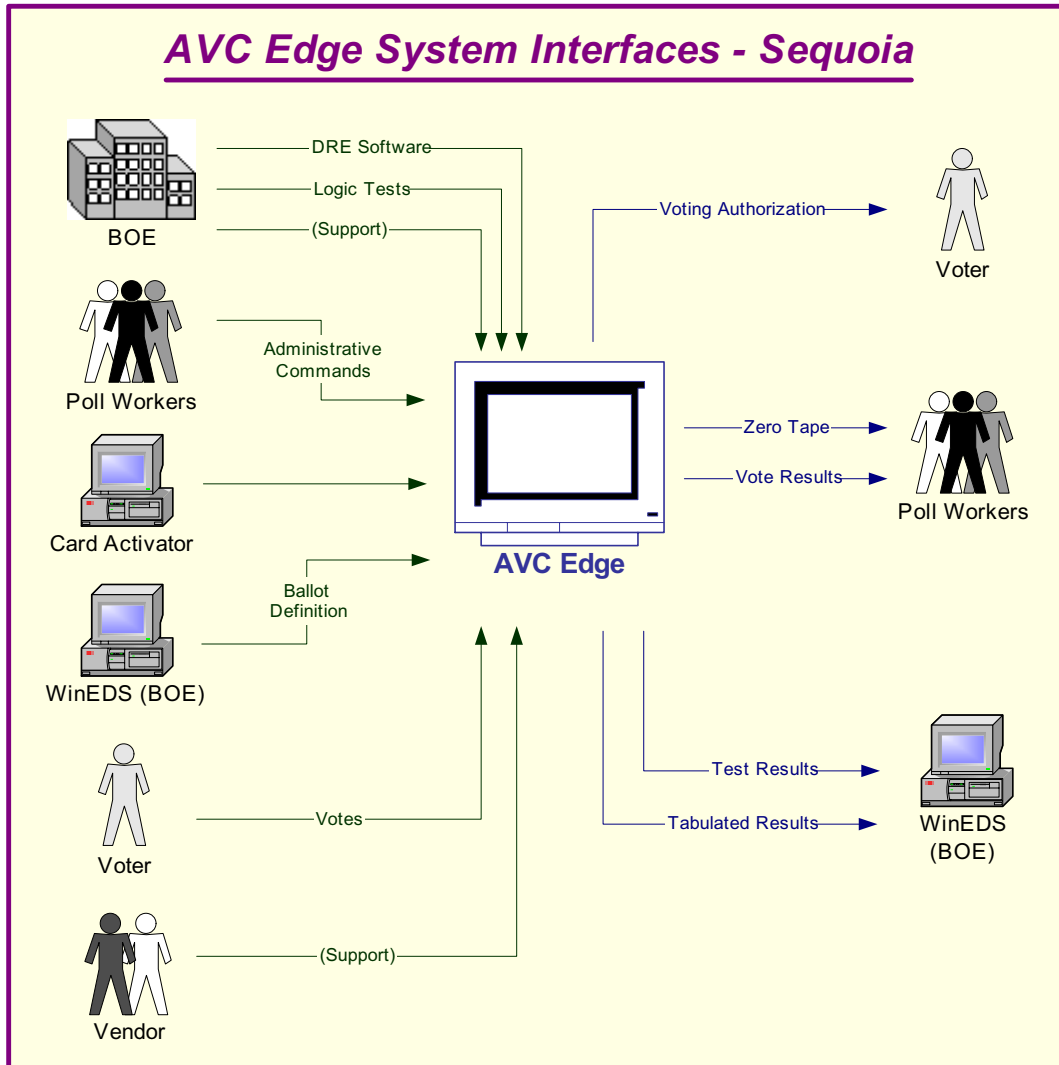 AVC Edge System Interfaces - Sequoia
DRE Software
Logic Tests
(Support)
BOE
Voting Authorization
Voter
Administrative
Commands
Poll Workers
Zero Tape
Vote Results
Poll Workers
Card Activator
AVC Edge
Ballot
Definition
WinEDS (BOE)
Test Results
Tabulated Results
WinEDS
(BOE)
Votes
Voter
(Support)
Vendor